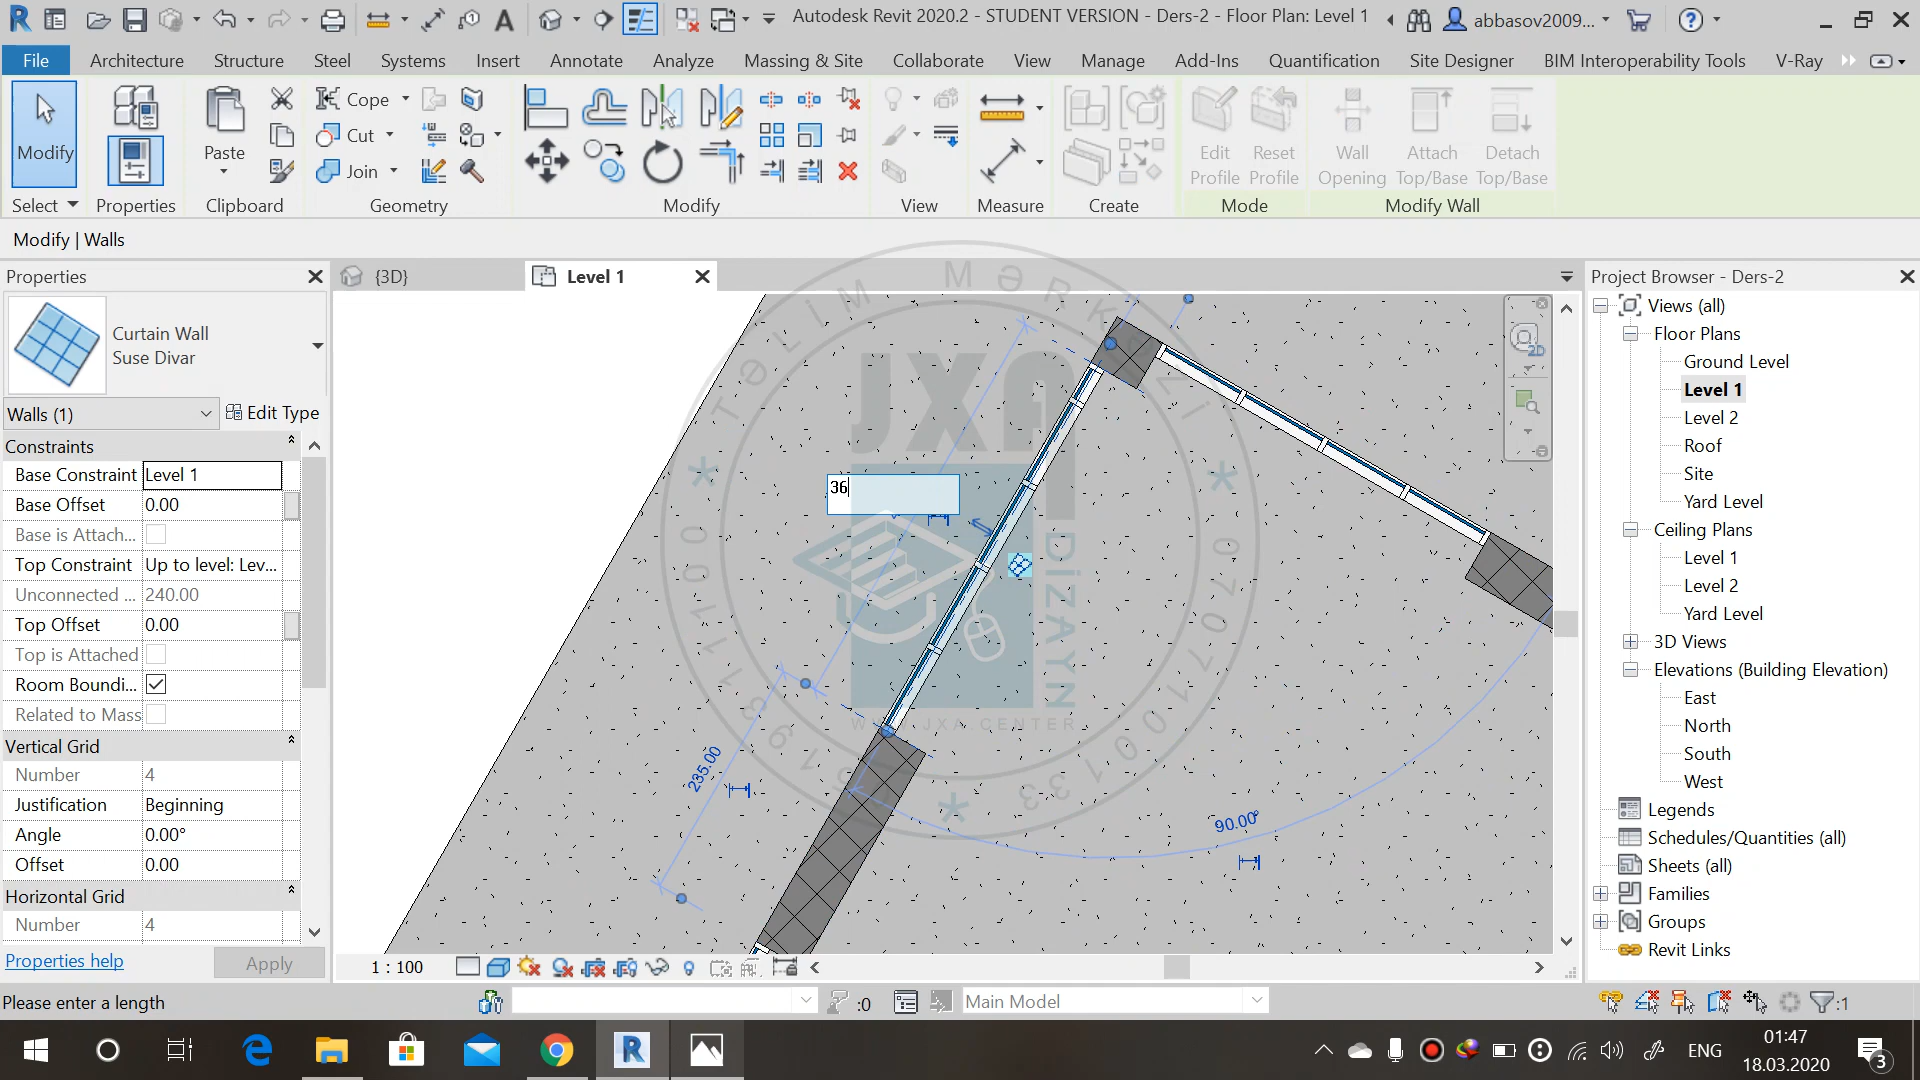 Autodesk Revit 2020.2 - STUDENT VERSION - Ders-2 - Floor Plan: Level 1
abbasov2009...
File Architecture Structure Steel Systems Insert Annotate Analyze Massing & Site Collaborate View Manage Add-Ins Quantification Site Designer BIM Interoperability Tools V-Ray
Modify
Paste
Cope
Cut
Join
Edit Profile
Reset Profile
Wall Opening
Attach Top/Base
Detach Top/Base
Select Properties Clipboard Geometry Modify View Measure Create Mode Modify Wall
Modify | Walls
Properties
{3D}
Level 1
Project Browser - Ders-2
Curtain Wall
Suse Divar
Walls (1)
Edit Type
Constraints
Base Constraint Level 1
Base Offset 0.00
Base is Attach...
Top Constraint Up to level: Lev...
Unconnected ... 240.00
Top Offset 0.00
Top is Attached
Room Boundi...
Related to Mass
Vertical Grid
Number 4
Justification Beginning
Angle 0.00°
Offset 0.00
Horizontal Grid
Number 4
Properties help
Apply
36
235.00
90.00°
TƏLİM MƏRKƏZİ
JXA
DİZAYN
WWW.JXA.CENTER
2D
Views (all)
Floor Plans
Ground Level
Level 1
Level 2
Roof
Site
Yard Level
Ceiling Plans
Level 1
Level 2
Yard Level
3D Views
Elevations (Building Elevation)
East
North
South
West
Legends
Schedules/Quantities (all)
Sheets (all)
Families
Groups
Revit Links
1 : 100
Please enter a length
:0
Main Model
:1
ENG
01:47
18.03.2020
3